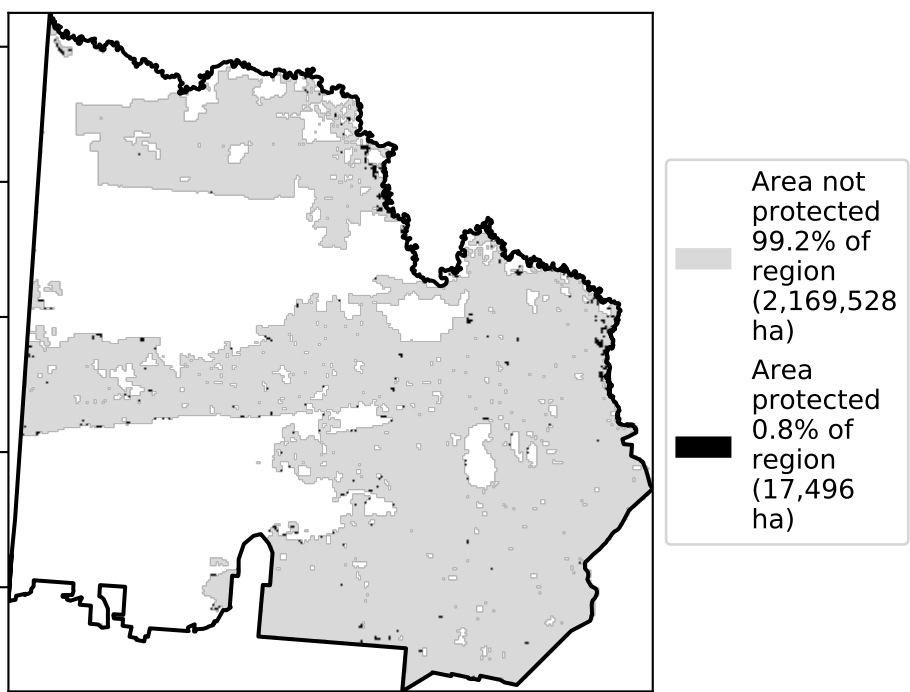 Area not
protected
99.2% of
region
(2,169,528
ha)
Area
protected
0.8% of
region
(17,496
ha)